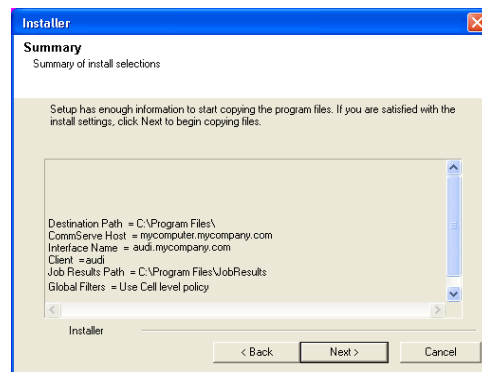 Installer
Summary
Summary of install selections
Setup has enough information to start copying the program files. If you are satisfied with the
install settings, click Next to begin copying files.
Destination Path = C:\Program Files\
CommServe Host = mycomputer.mycompany.com
Interface Name = audi.mycompany.com
Client =audi
Job Results Path = C:\Program Files\JobResults
Global Filters = Use Cell level policy
Installer
< Back Next > Cancel